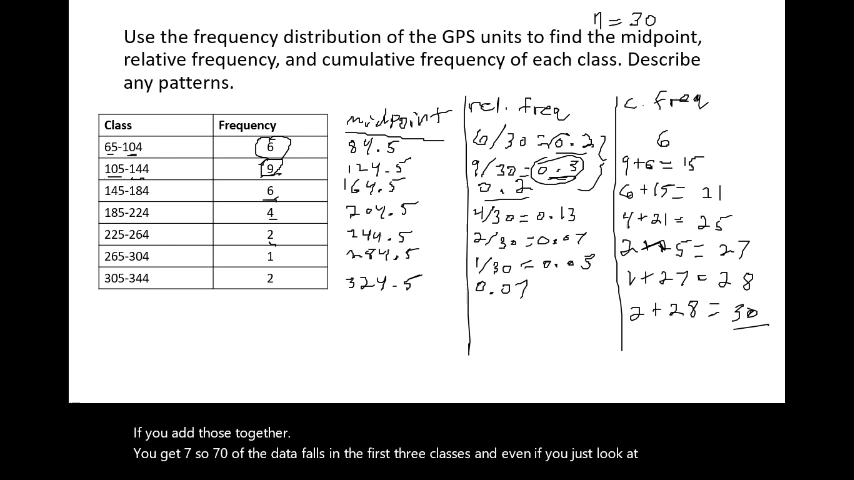 n = 30
Use the frequency distribution of the GPS units to find the midpoint,
relative frequency, and cumulative frequency of each class. Describe
any patterns.
Class Frequency midpoint rel. freq c. freq
65-104 6 84.5 6/30 = 0.2 6
105-144 9 124.5 9/30 = 0.3 9+6 = 15
145-184 6 164.5 0.2 6+15 = 21
185-224 4 204.5 4/30 = 0.13 4+21 = 25
225-264 2 244.5 2/30 = 0.07 2+25 = 27
265-304 1 284.5 1/30 = 0.03 1+27 = 28
305-344 2 324.5 0.07 2+28 = 30
If you add those together.
You get 7 so 70 of the data falls in the first three classes and even if you just look at